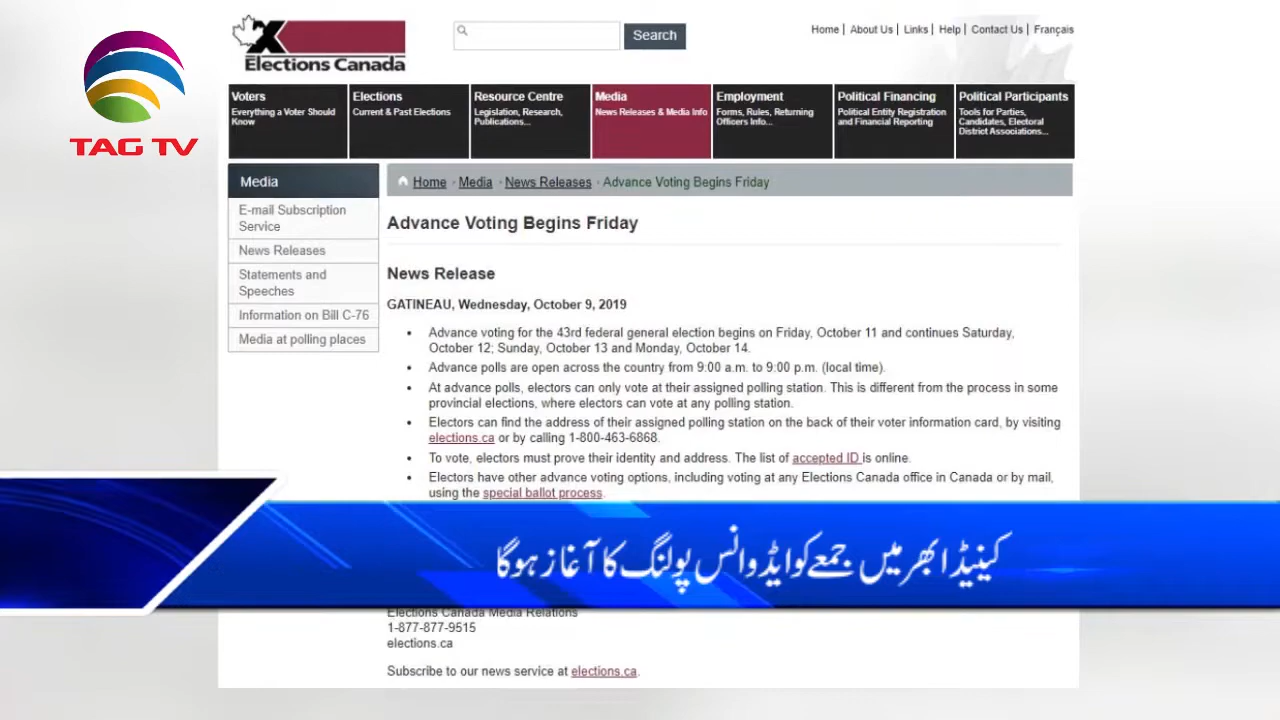 TAG TV
Elections Canada
Search
Home | About Us | Links | Help | Contact Us | Français
Voters
Everything a Voter Should
Know
Elections
Current & Past Elections
Resource Centre
Legislation, Research,
Publications...
Media
News Releases & Media Info
Employment
Forms, Rules, Returning
Officers Info...
Political Financing
Political Entity Registration
and Financial Reporting
Political Participants
Tools for Parties,
Candidates, Electoral
District Associations...
Media
E-mail Subscription
Service
News Releases
Statements and
Speeches
Information on Bill C-76
Media at polling places
Home · Media · News Releases · Advance Voting Begins Friday
Advance Voting Begins Friday
News Release
GATINEAU, Wednesday, October 9, 2019
• Advance voting for the 43rd federal general election begins on Friday, October 11 and continues Saturday,
October 12; Sunday, October 13 and Monday, October 14.
• Advance polls are open across the country from 9:00 a.m. to 9:00 p.m. (local time).
• At advance polls, electors can only vote at their assigned polling station. This is different from the process in some
provincial elections, where electors can vote at any polling station.
• Electors can find the address of their assigned polling station on the back of their voter information card, by visiting
elections.ca or by calling 1-800-463-6868.
• To vote, electors must prove their identity and address. The list of accepted ID is online.
• Electors have other advance voting options, including voting at any Elections Canada office in Canada or by mail,
using the special ballot process.
کینیڈا بھر میں جمعے کو ایڈوانس پولنگ کا آغاز ہوگا
Elections Canada Media Relations
1-877-877-9515
elections.ca
Subscribe to our news service at elections.ca.